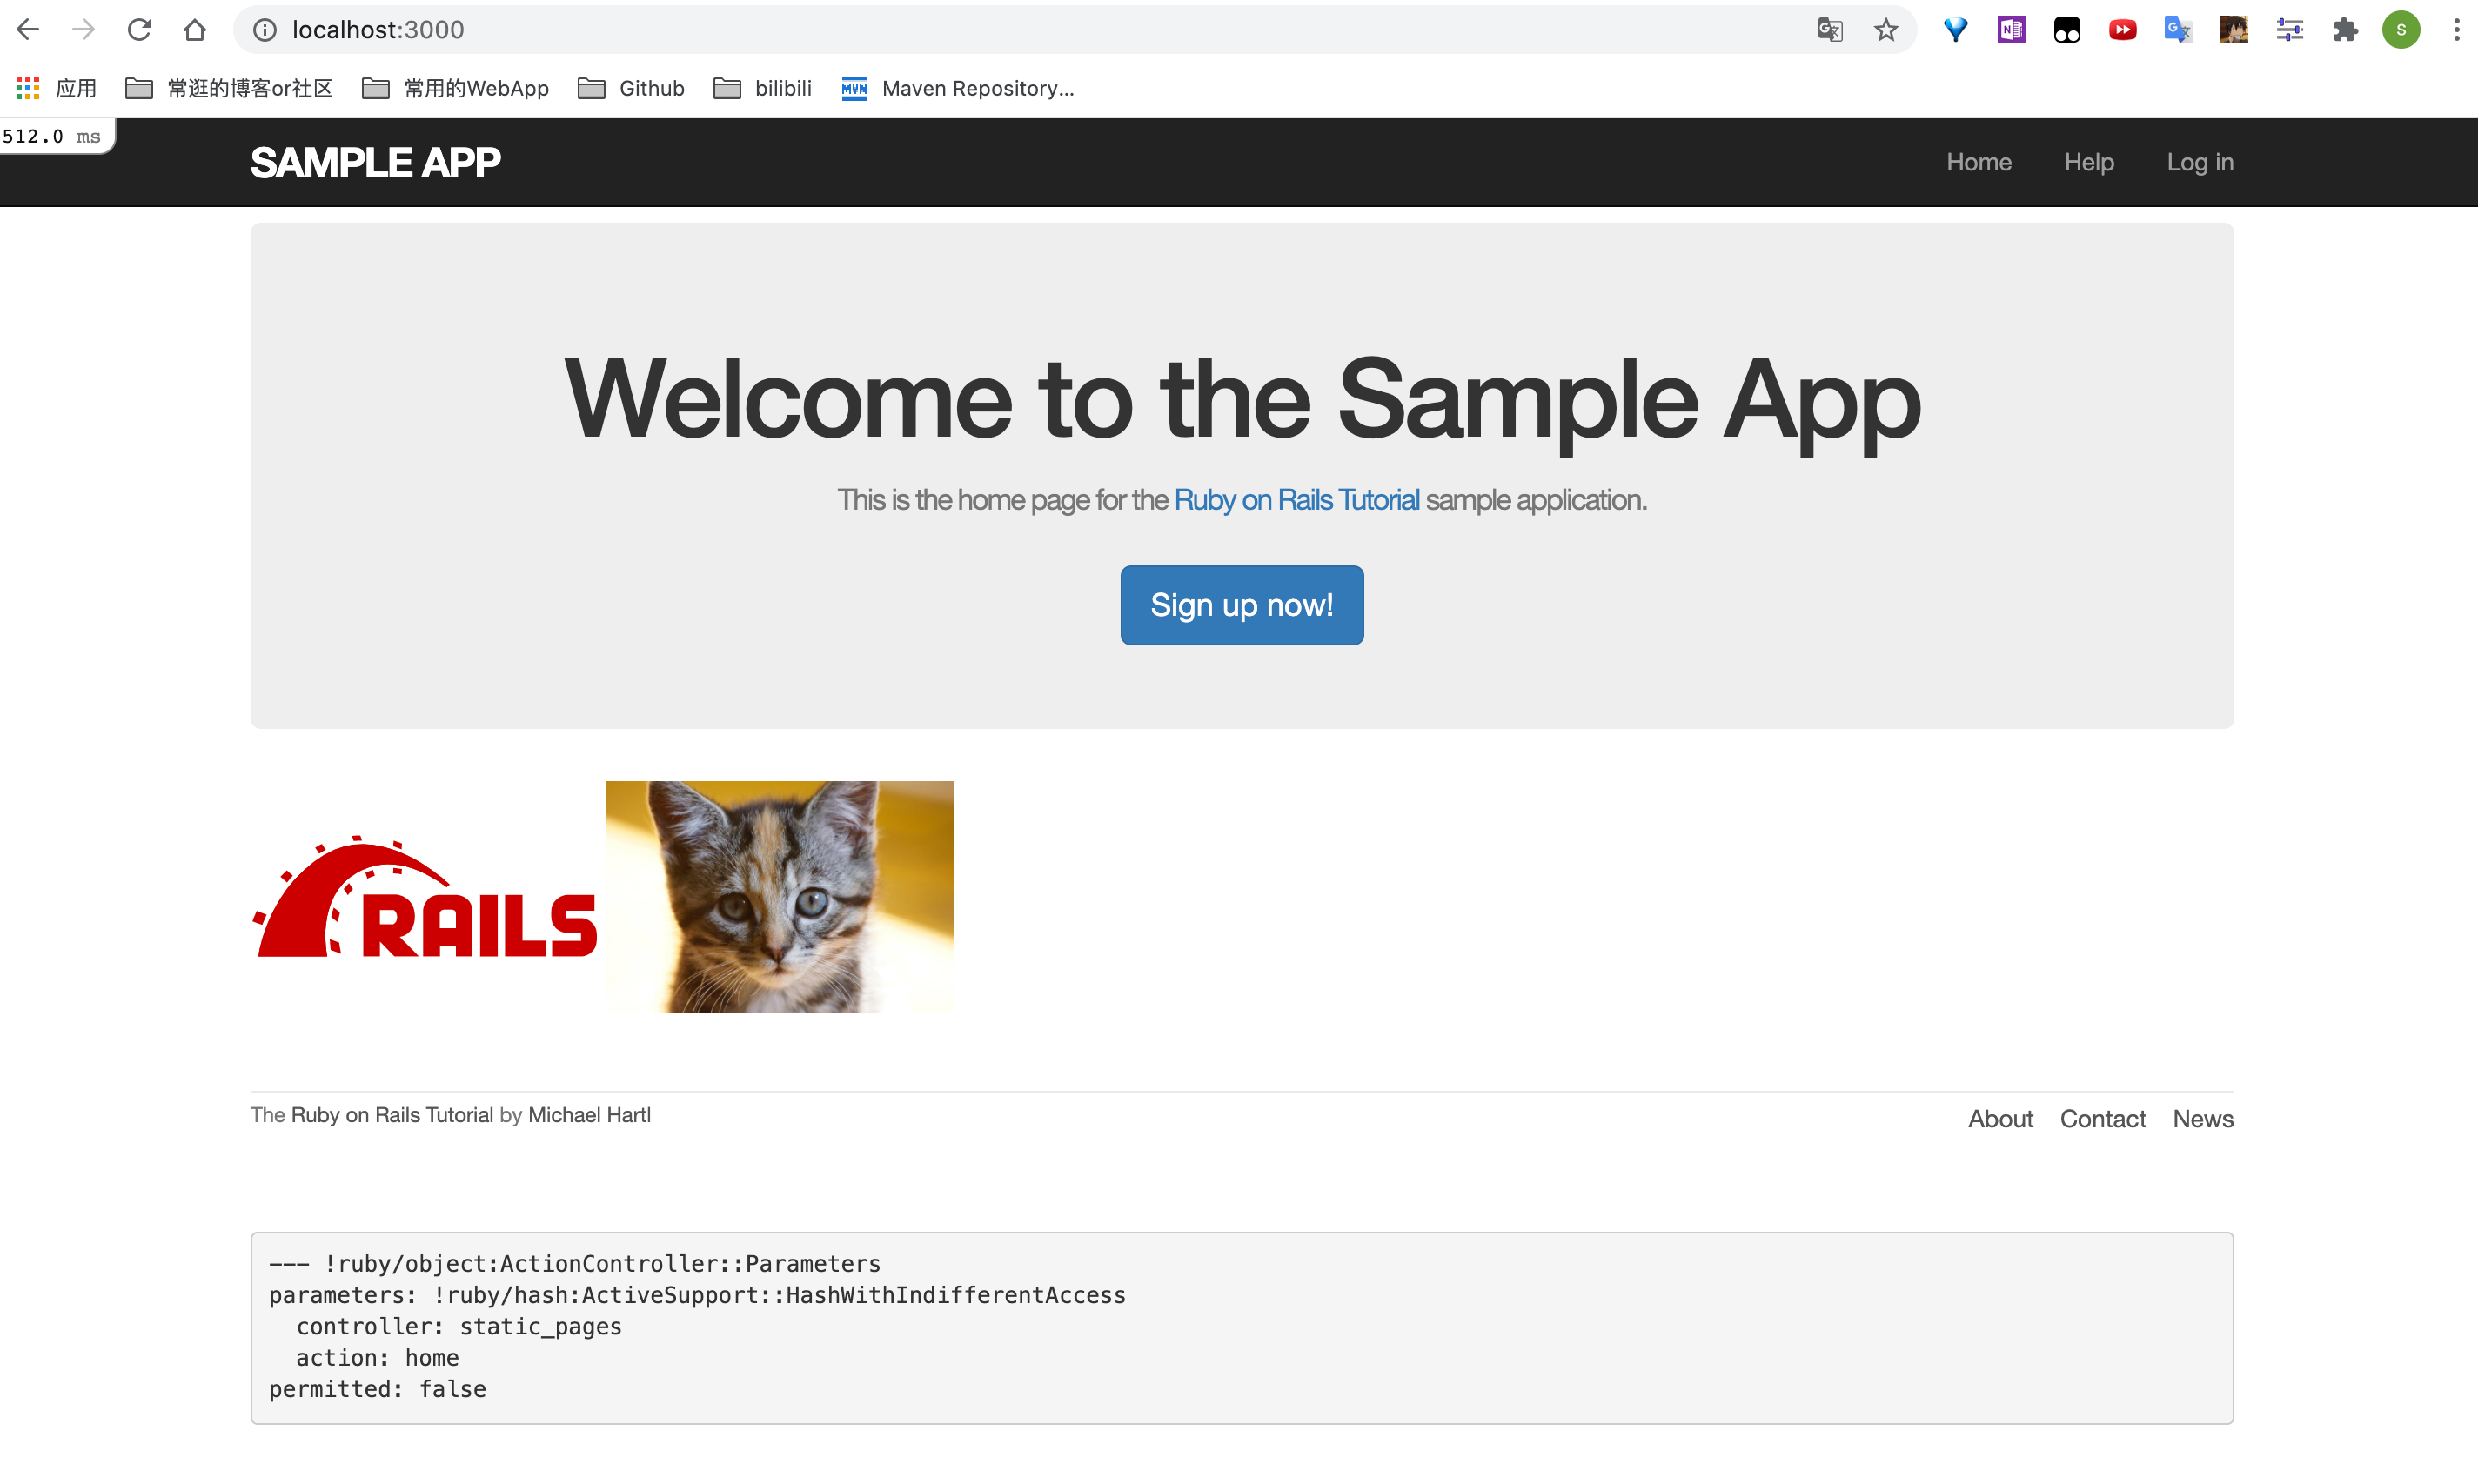 localhost:3000
应用 常逛的博客or社区 常用的WebApp Github bilibili Maven Repository...
512.0 ms
SAMPLE APP Home Help Log in
Welcome to the Sample App
This is the home page for the Ruby on Rails Tutorial sample application.
Sign up now!
RAILS
The Ruby on Rails Tutorial by Michael Hartl About Contact News
--- !ruby/object:ActionController::Parameters
parameters: !ruby/hash:ActiveSupport::HashWithIndifferentAccess
  controller: static_pages
  action: home
permitted: false